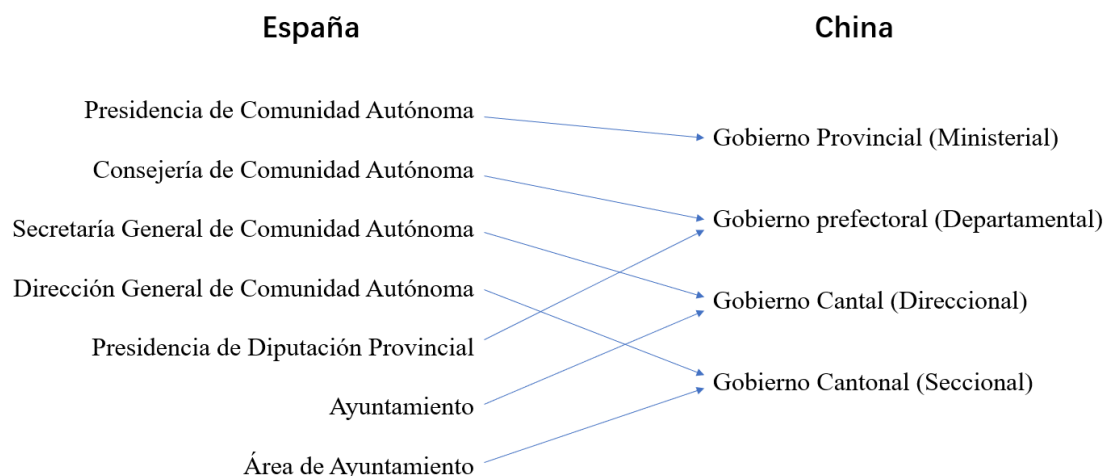 España
China
Presidencia de Comunidad Autónoma
Gobierno Provincial (Ministerial)
Consejería de Comunidad Autónoma
Gobierno prefectoral (Departamental)
Secretaría General de Comunidad Autónoma
Dirección General de Comunidad Autónoma
Gobierno Cantal (Direccional)
Presidencia de Diputación Provincial
Gobierno Cantonal (Seccional)
Ayuntamiento
Área de Ayuntamiento